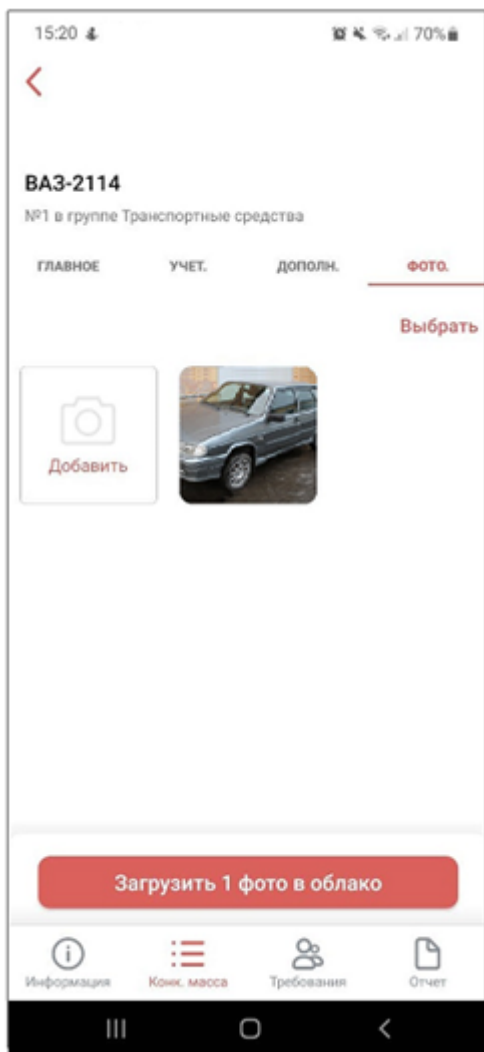 15:20 70%
ВАЗ-2114
№1 в группе Транспортные средства
ГЛАВНОЕ УЧЕТ. ДОПОЛН. ФОТО.
Выбрать
Добавить
Загрузить 1 фото в облако
Информация Конк. масса Требования Отчет